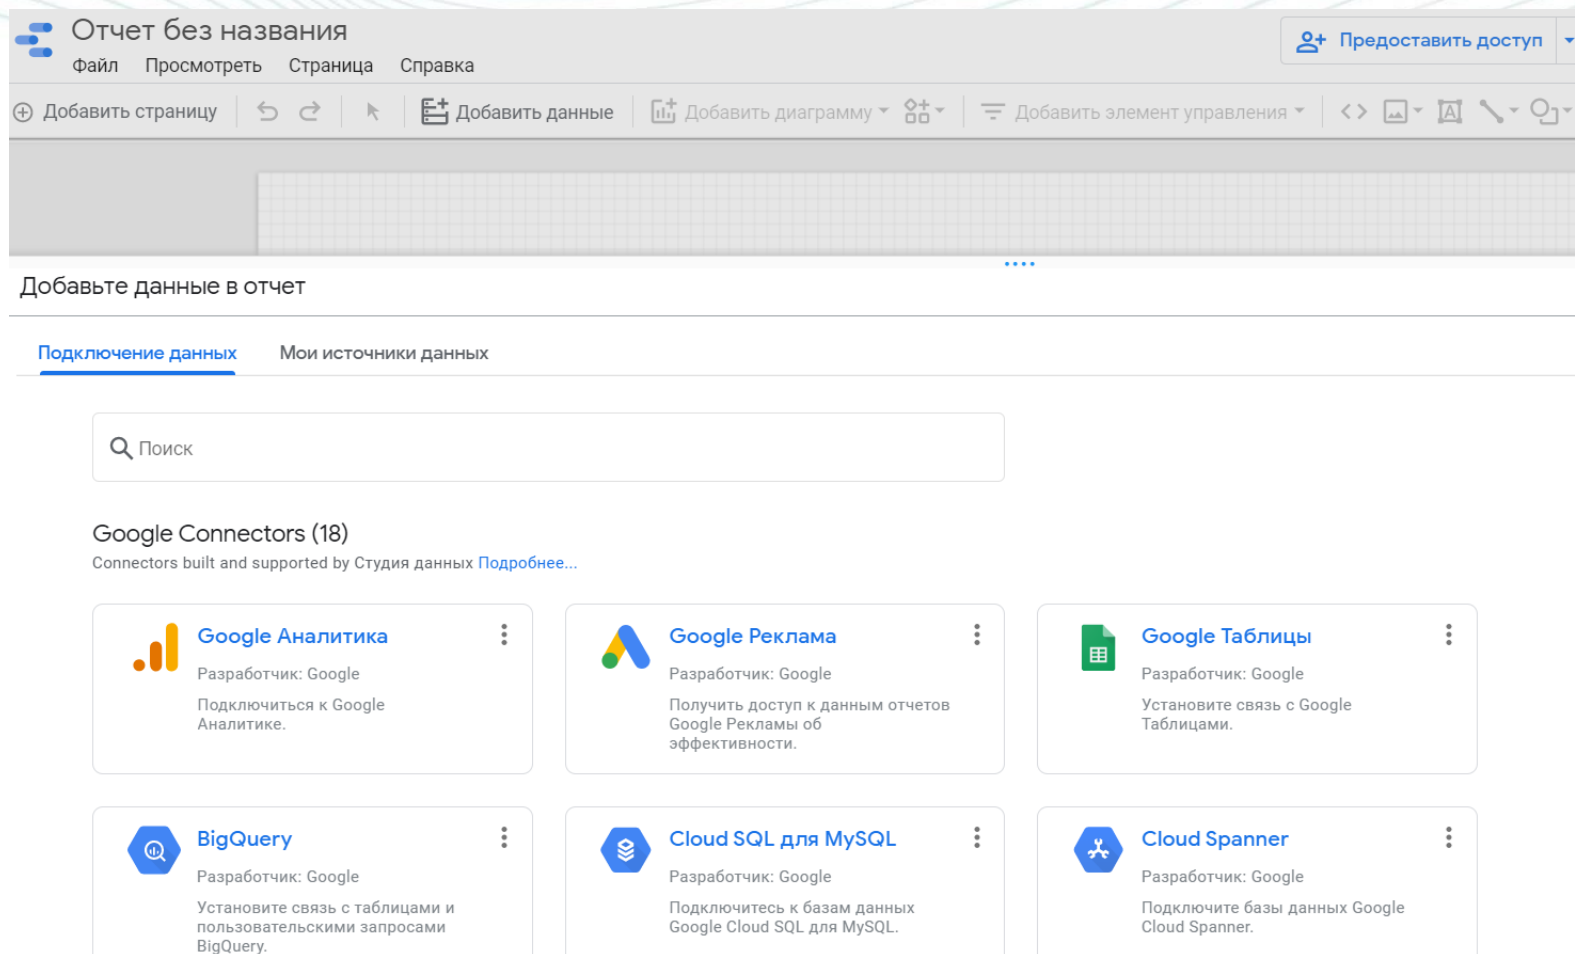 Отчет без названия
Предоставить доступ
Файл Просмотреть Страница Справка
Добавить страницу Добавить данные Добавить диаграмму Добавить элемент управления
Добавьте данные в отчет
Подключение данных Мои источники данных
Поиск
Google Connectors (18)
Connectors built and supported by Студия данных Подробнее...
Google Аналитика
Разработчик: Google
Подключиться к Google
Аналитике.
Google Реклама
Разработчик: Google
Получить доступ к данным отчетов
Google Рекламы об
эффективности.
Google Таблицы
Разработчик: Google
Установите связь с Google
Таблицами.
BigQuery
Разработчик: Google
Установите связь с таблицами и
пользовательскими запросами
BigQuery.
Cloud SQL для MySQL
Разработчик: Google
Подключитесь к базам данных
Google Cloud SQL для MySQL.
Cloud Spanner
Разработчик: Google
Подключите базы данных Google
Cloud Spanner.